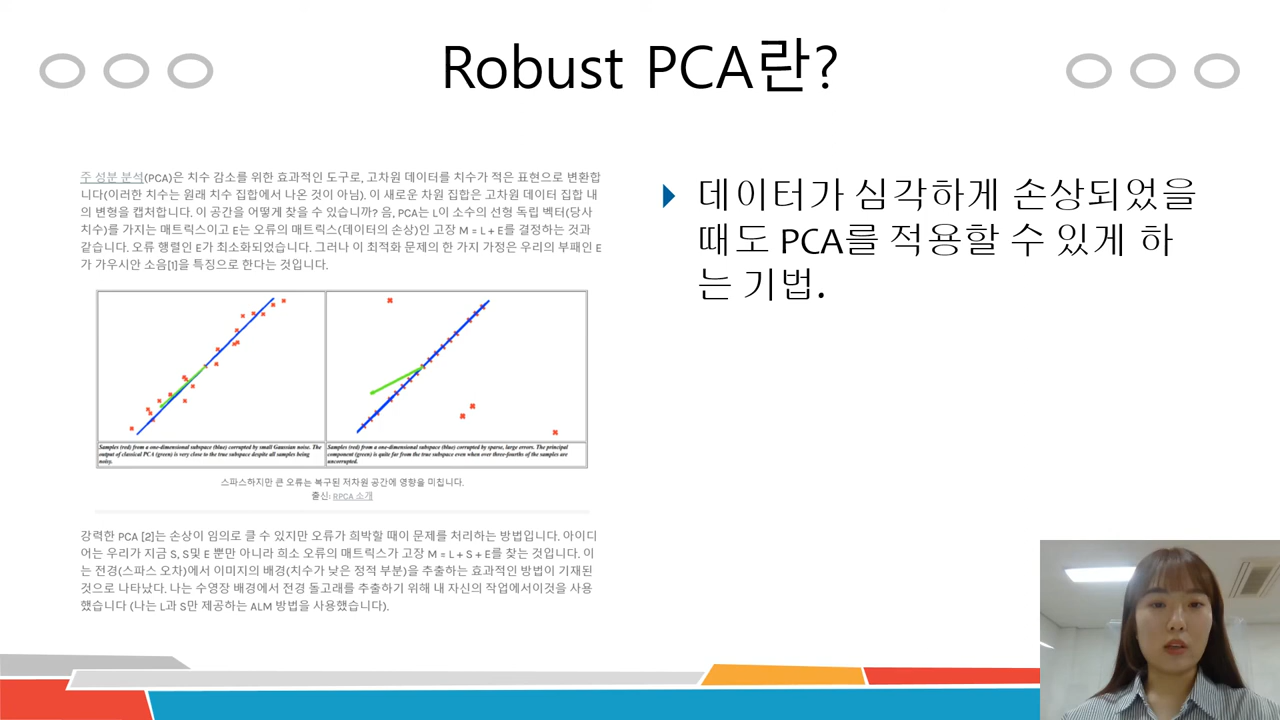 Robust PCA란?
주 성분 분석(PCA)은 치수 감소를 위한 효과적인 도구로, 고차원 데이터를 치수가 적은 표현으로 변환합
니다(이러한 치수는 원래 치수 집합에서 나온 것이 아님). 이 새로운 차원 집합은 고차원 데이터 집합 내
의 변형을 캡처합니다. 이 공간을 어떻게 찾을 수 있습니까? 음, PCA는 L이 소수의 선형 독립 벡터(당사
치수)를 가지는 매트릭스이고 E는 오류의 매트릭스(데이터의 손상)인 고장 M = L + E를 결정하는 것과
같습니다. 오류 행렬인 E가 최소화되었습니다. 그러나 이 최적화 문제의 한 가지 가정은 우리의 부패인 E
가 가우시안 소음[1]을 특징으로 한다는 것입니다.
Samples (red) from a one-dimensional subspace (blue) corrupted by small Gaussian noise. The
output of classical PCA (green) is very close to the true subspace despite all samples being
noisy.
Samples (red) from a one-dimensional subspace (blue) corrupted by sparse, large errors. The principal
component (green) is quite far from the true subspace even when over three-fourths of the samples are
uncorrupted.
스파스하지만 큰 오류는 복구된 저차원 공간에 영향을 미칩니다.
출신: RPCA 소개
강력한 PCA [2]는 손상이 임의로 클 수 있지만 오류가 희박할 때이 문제를 처리하는 방법입니다. 아이디
어는 우리가 지금 S, S및 E 뿐만 아니라 희소 오류의 매트릭스가 고장 M = L + S + E를 찾는 것입니다. 이
는 전경(스파스 오차)에서 이미지의 배경(치수가 낮은 정적 부분)을 추출하는 효과적인 방법이 기재된
것으로 나타났다. 나는 수영장 배경에서 전경 돌고래를 추출하기 위해 내 자신의 작업에서이것을 사용
했습니다 (나는 L과 S만 제공하는 ALM 방법을 사용했습니다).
데이터가 심각하게 손상되었을
때도 PCA를 적용할 수 있게 하
는 기법.